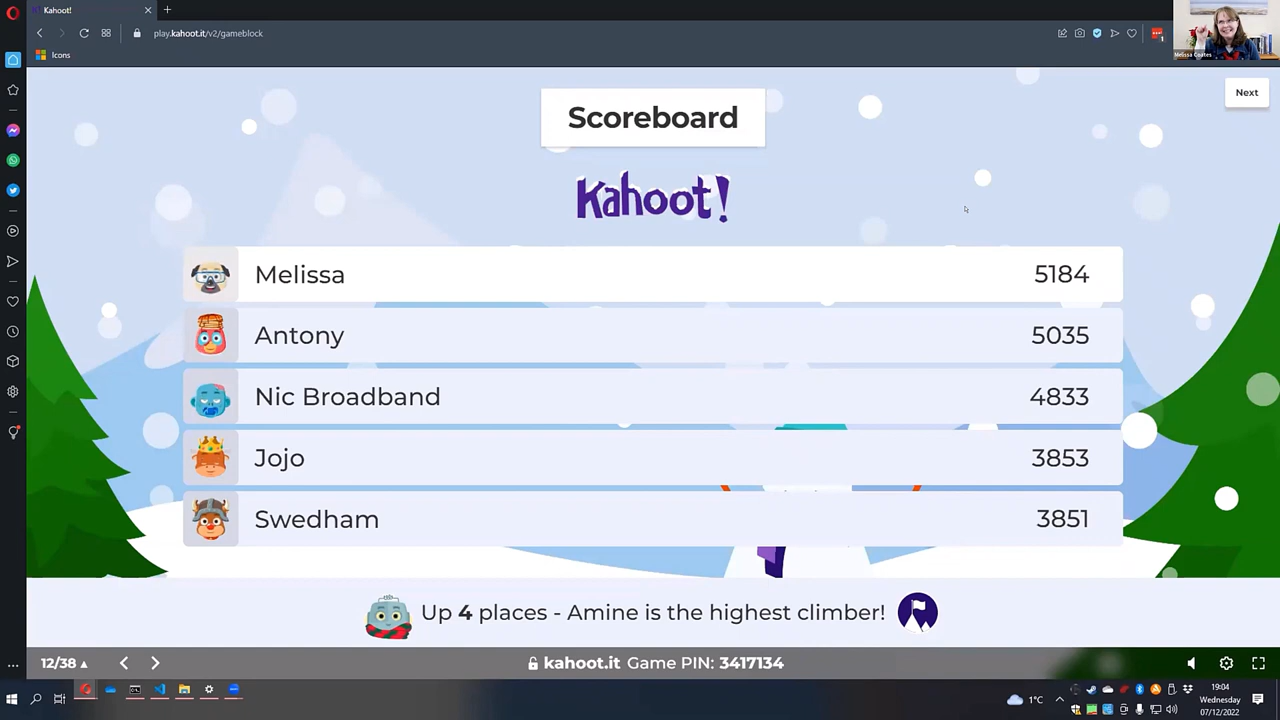 Kahoot!
play.kahoot.it/v2/gameblock
Icons
Melissa Coates
Next
Scoreboard
Kahoot!
Melissa 5184
Antony 5035
Nic Broadband 4833
Jojo 3853
Swedham 3851
Up 4 places - Amine is the highest climber!
12/38
kahoot.it Game PIN: 3417134
1°C
19:04
Wednesday
07/12/2022